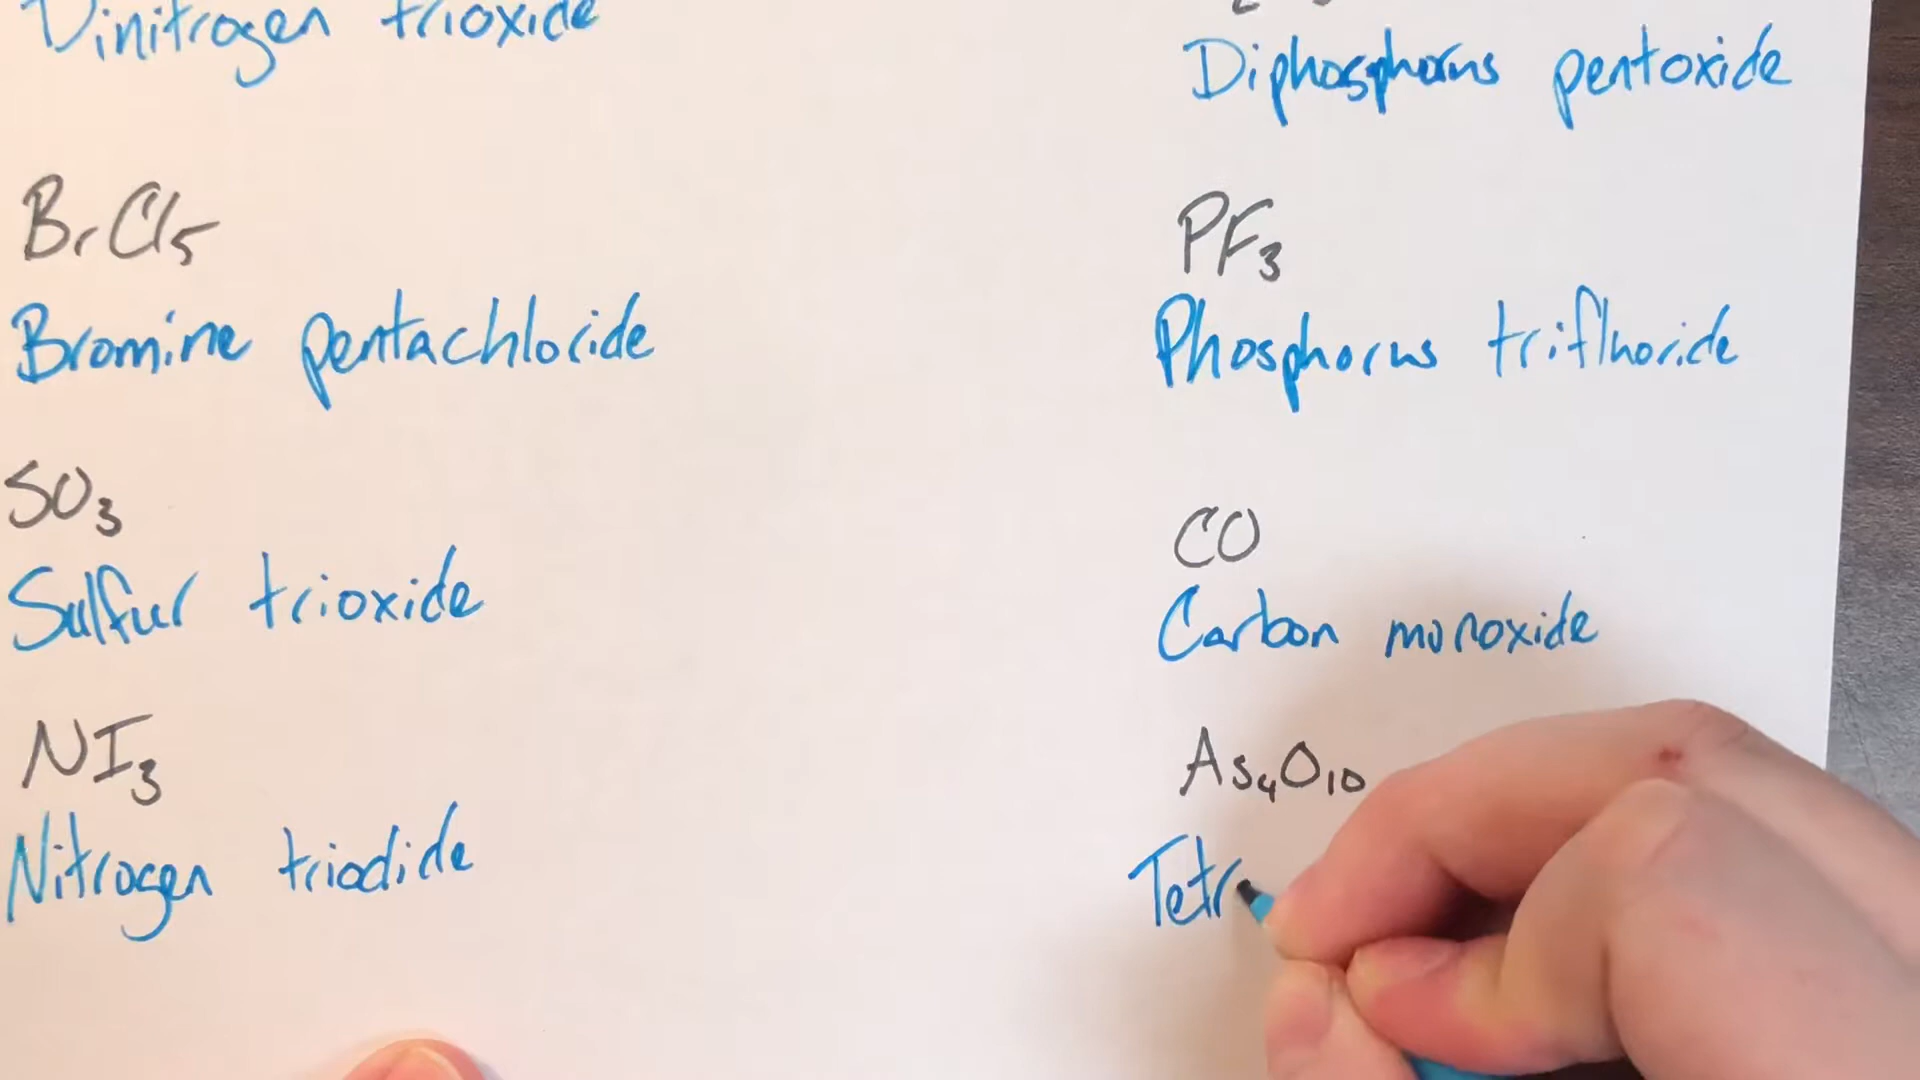 Dinitrogen trioxide
BrCl5
Bromine pentachloride
SO3
Sulfur trioxide
NI3
Nitrogen triodide
Diphosphorus pentoxide
PF3
Phosphorus trifluoride
CO
Carbon monoxide
As4O10
Tetr